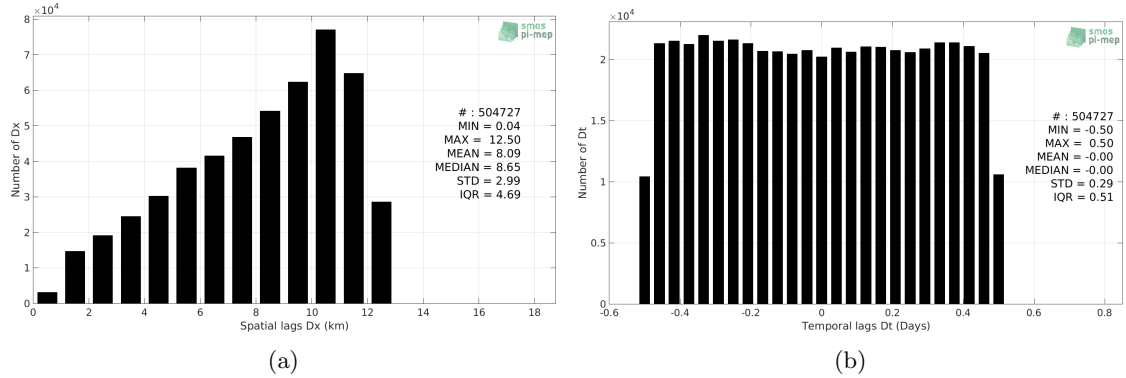 ×10⁴
8
7
6
5
4
3
2
1
0
Number of Dx
smos
pi-mep
# : 504727
MIN = 0.04
MAX = 12.50
MEAN = 8.09
MEDIAN = 8.65
STD = 2.99
IQR = 4.69
0 2 4 6 8 10 12 14 16 18
Spatial lags Dx (km)
(a)
×10⁴
2
1.5
1
0.5
0
Number of Dt
smos
pi-mep
# : 504727
MIN = -0.50
MAX = 0.50
MEAN = -0.00
MEDIAN = -0.00
STD = 0.29
IQR = 0.51
-0.6 -0.4 -0.2 0 0.2 0.4 0.6 0.8
Temporal lags Dt (Days)
(b)